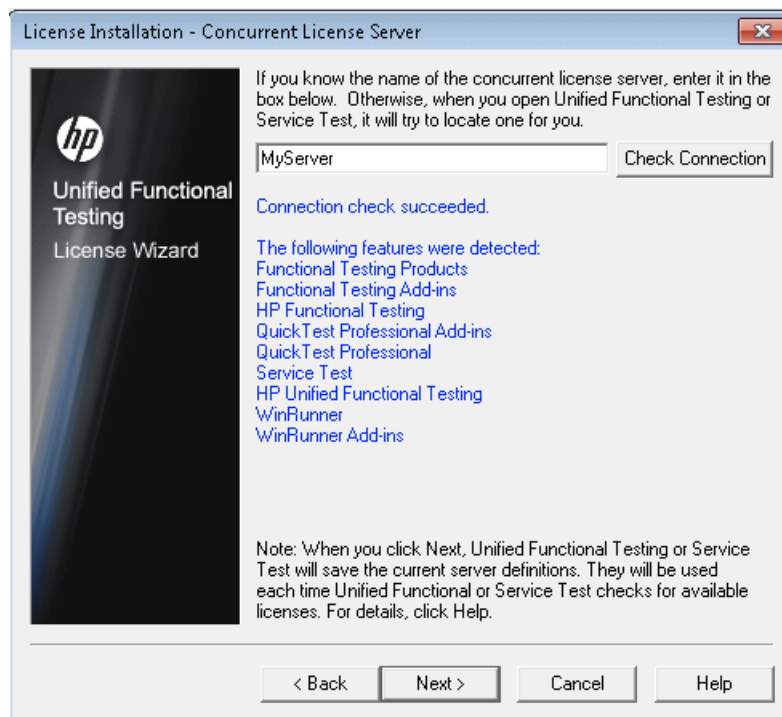 License Installation - Concurrent License Server
hp
Unified Functional
Testing
License Wizard
If you know the name of the concurrent license server, enter it in the
box below. Otherwise, when you open Unified Functional Testing or
Service Test, it will try to locate one for you.
MyServer
Check Connection
Connection check succeeded.
The following features were detected:
Functional Testing Products
Functional Testing Add-ins
HP Functional Testing
QuickTest Professional Add-ins
QuickTest Professional
Service Test
HP Unified Functional Testing
WinRunner
WinRunner Add-ins
Note: When you click Next, Unified Functional Testing or Service
Test will save the current server definitions. They will be used
each time Unified Functional or Service Test checks for available
licenses. For details, click Help.
< Back
Next >
Cancel
Help